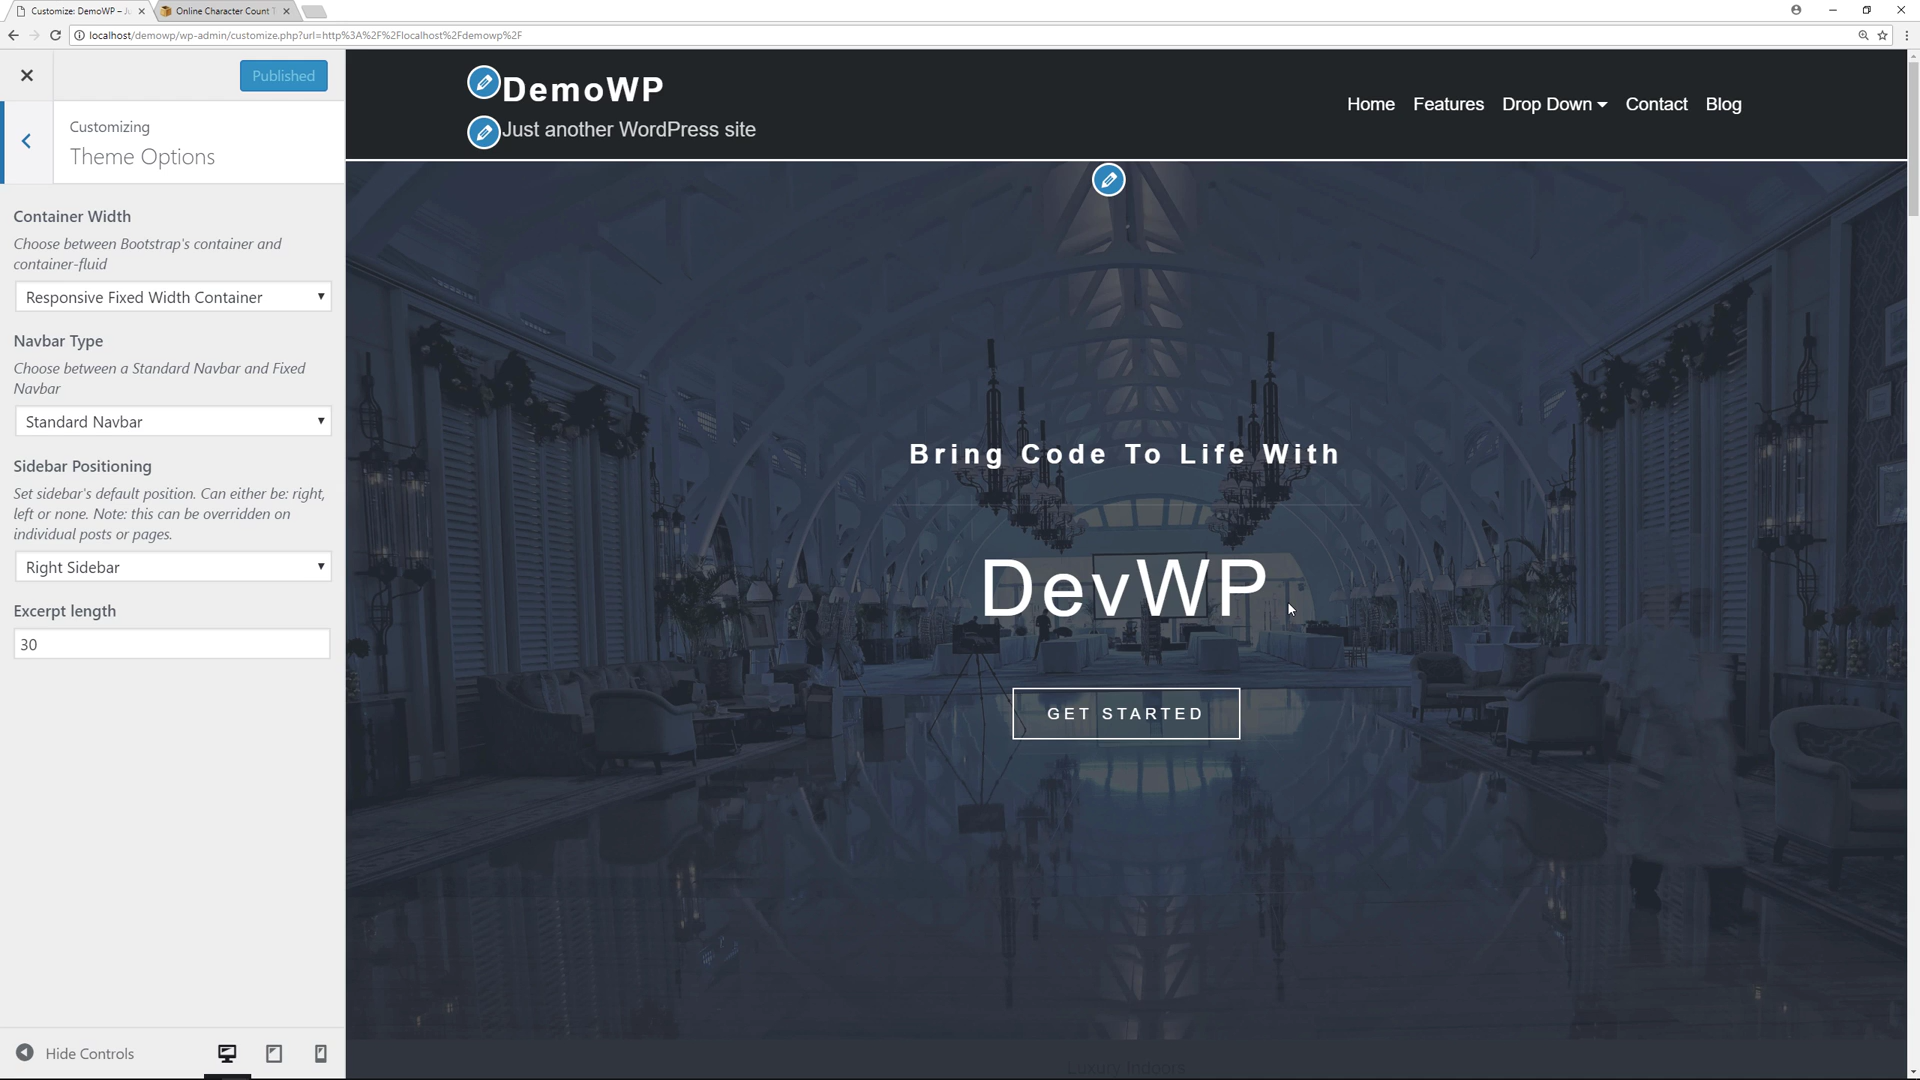 Customize: DemoWP – Ju
Online Character Count T
localhost/demowp/wp-admin/customize.php?url=http%3A%2F%2Flocalhost%2Fdemowp%2F
Published
Customizing
Theme Options
Container Width
Choose between Bootstrap's container and
container-fluid
Responsive Fixed Width Container
Navbar Type
Choose between a Standard Navbar and Fixed
Navbar
Standard Navbar
Sidebar Positioning
Set sidebar's default position. Can either be: right,
left or none. Note: this can be overridden on
individual posts or pages.
Right Sidebar
Excerpt length
30
Hide Controls
DemoWP
Just another WordPress site
Home Features Drop Down Contact Blog
Bring Code To Life With
DevWP
GET STARTED
Luxury Indoors